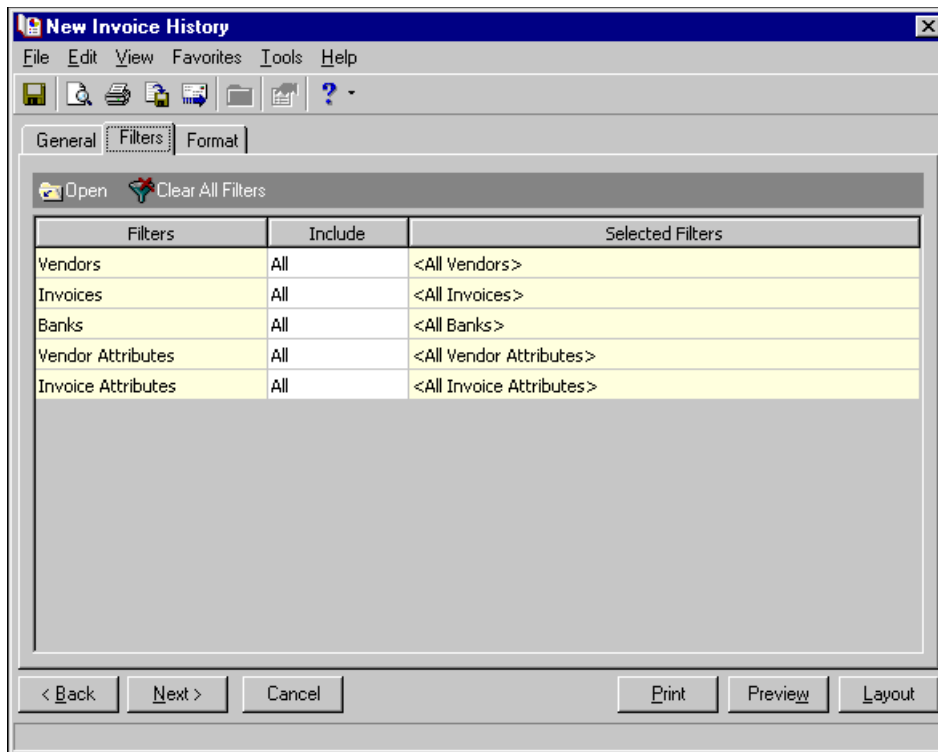 New Invoice History
File Edit View Favorites Tools Help
General Filters Format
Open Clear All Filters
Filters Include Selected Filters
Vendors All <All Vendors>
Invoices All <All Invoices>
Banks All <All Banks>
Vendor Attributes All <All Vendor Attributes>
Invoice Attributes All <All Invoice Attributes>
< Back Next > Cancel Print Preview Layout